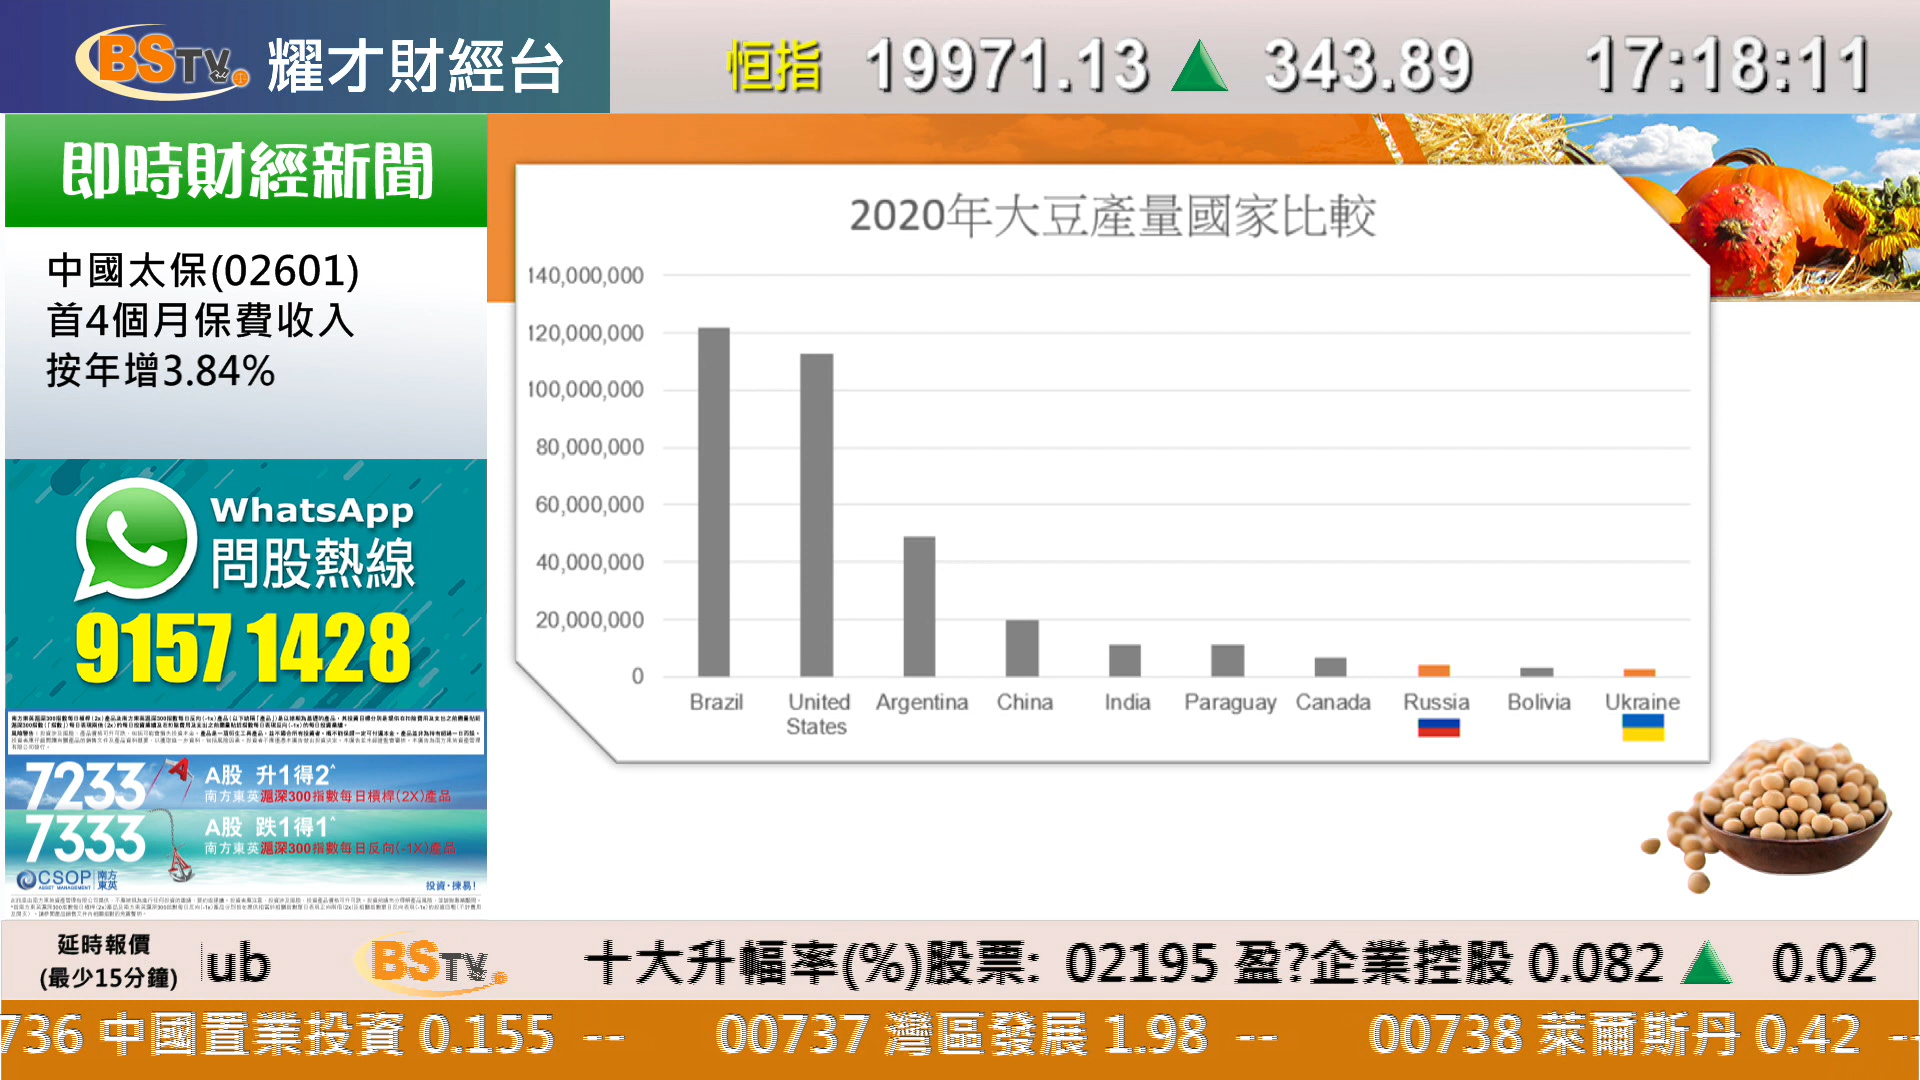 BSTV 耀才財經台
恒指 19971.13 ▲ 343.89 17:18:11
即時財經新聞
中國太保(02601)
首4個月保費收入
按年增3.84%
WhatsApp
問股熱線
9157 1428
7233
A股 升1得2^
南方東英滬深300指數每日槓桿(2X)產品
7333
A股 跌1得1^
南方東英滬深300指數每日反向(-1X)產品
CSOP 南方東英
ASSET MANAGEMENT
投資·揀易!
2020年大豆產量國家比較
140,000,000
120,000,000
100,000,000
80,000,000
60,000,000
40,000,000
20,000,000
0
Brazil
United States
Argentina
China
India
Paraguay
Canada
Russia
Bolivia
Ukraine
延時報價
(最少15分鐘)
ub BSTV 十大升幅率(%)股票: 02195 盈?企業控股 0.082 ▲ 0.02
736 中國置業投資 0.155 -- 00737 灣區發展 1.98 -- 00738 萊爾斯丹 0.42 --